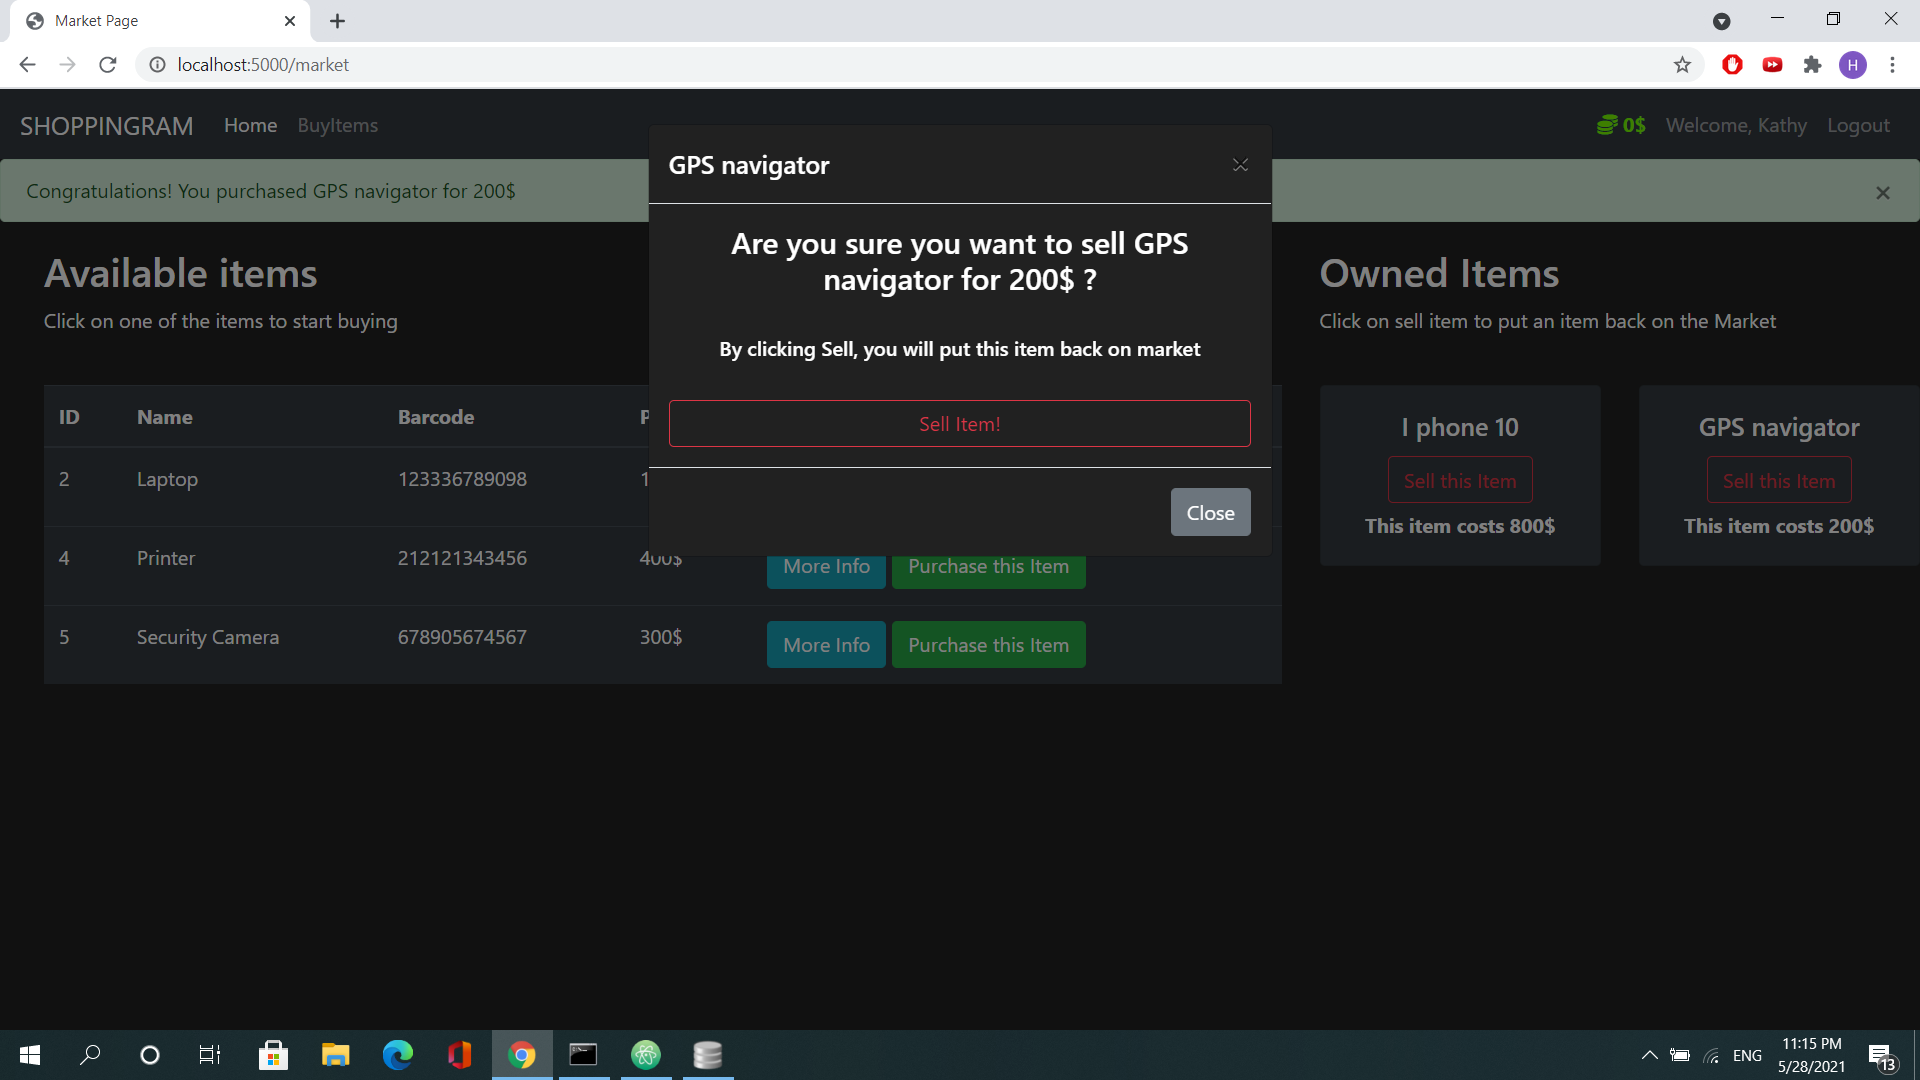 Market Page
localhost:5000/market
SHOPPINGRAM Home BuyItems 0$ Welcome, Kathy Logout
Congratulations! You purchased GPS navigator for 200$
GPS navigator
Are you sure you want to sell GPS
navigator for 200$ ?
By clicking Sell, you will put this item back on market
Sell Item!
Close
Available items
Click on one of the items to start buying
ID Name Barcode P
2 Laptop 123336789098 1
4 Printer 212121343456 400$ More Info Purchase this Item
5 Security Camera 678905674567 300$ More Info Purchase this Item
Owned Items
Click on sell item to put an item back on the Market
I phone 10
Sell this Item
This item costs 800$
GPS navigator
Sell this Item
This item costs 200$
H
ENG
11:15 PM
5/28/2021
13